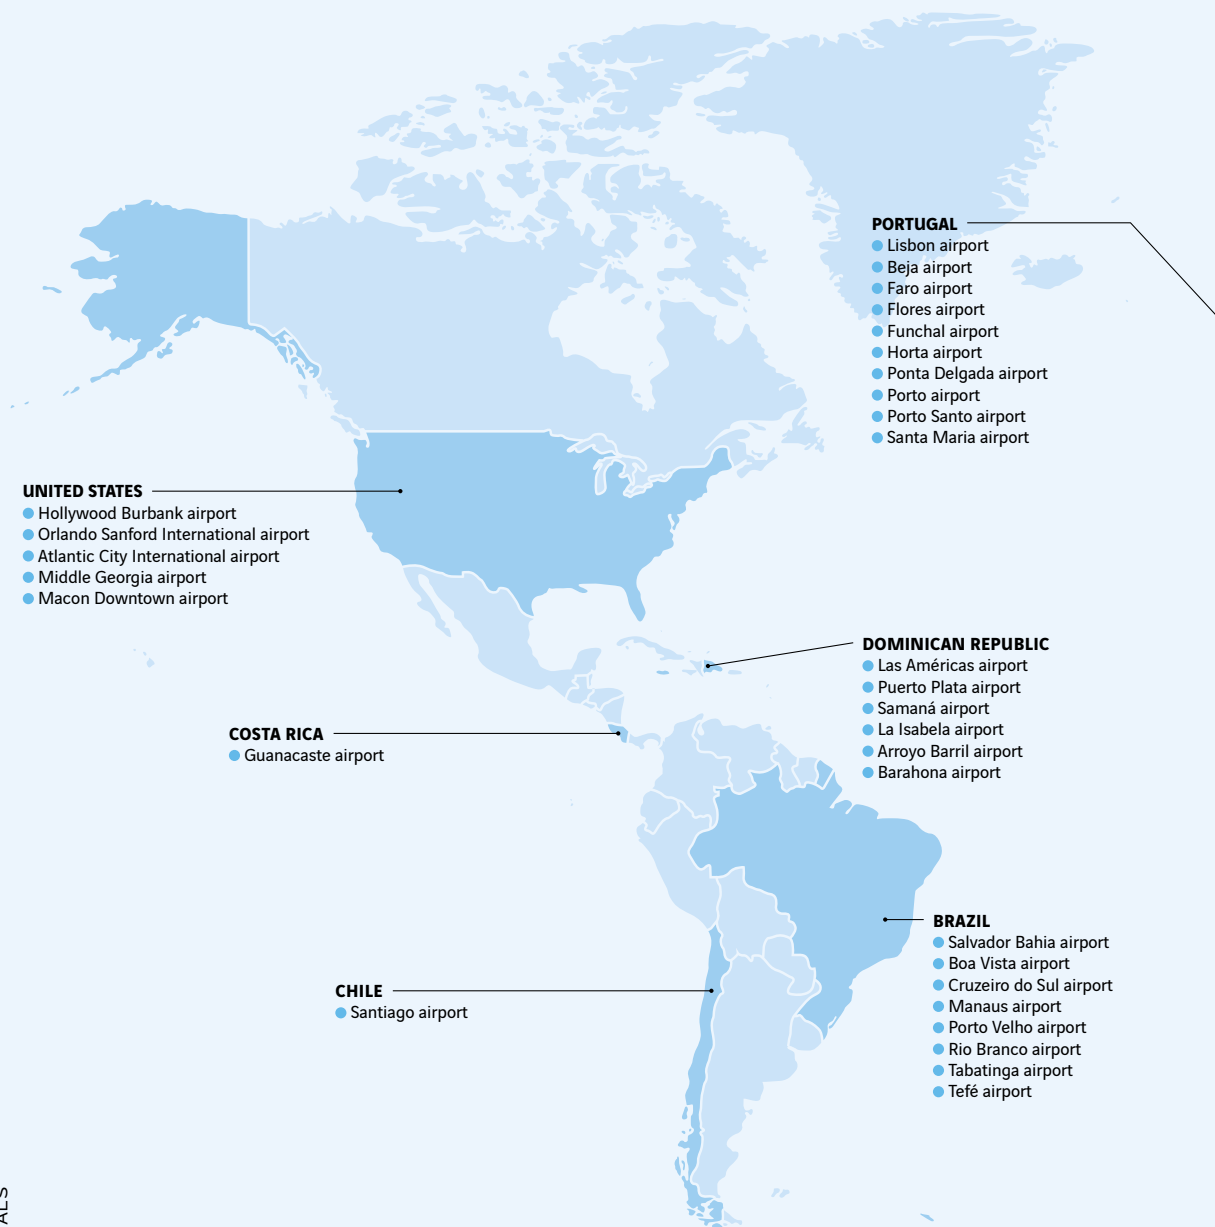 PORTUGAL
Lisbon airport
Beja airport
Faro airport
Flores airport
Funchal airport
Horta airport
Ponta Delgada airport
Porto airport
Porto Santo airport
Santa Maria airport
UNITED STATES
Hollywood Burbank airport
Orlando Sanford International airport
Atlantic City International airport
Middle Georgia airport
Macon Downtown airport
DOMINICAN REPUBLIC
Las Américas airport
Puerto Plata airport
Samaná airport
La Isabela airport
Arroyo Barril airport
Barahona airport
COSTA RICA
Guanacaste airport
BRAZIL
Salvador Bahia airport
Boa Vista airport
Cruzeiro do Sul airport
Manaus airport
Porto Velho airport
Rio Branco airport
Tabatinga airport
Tefé airport
CHILE
Santiago airport